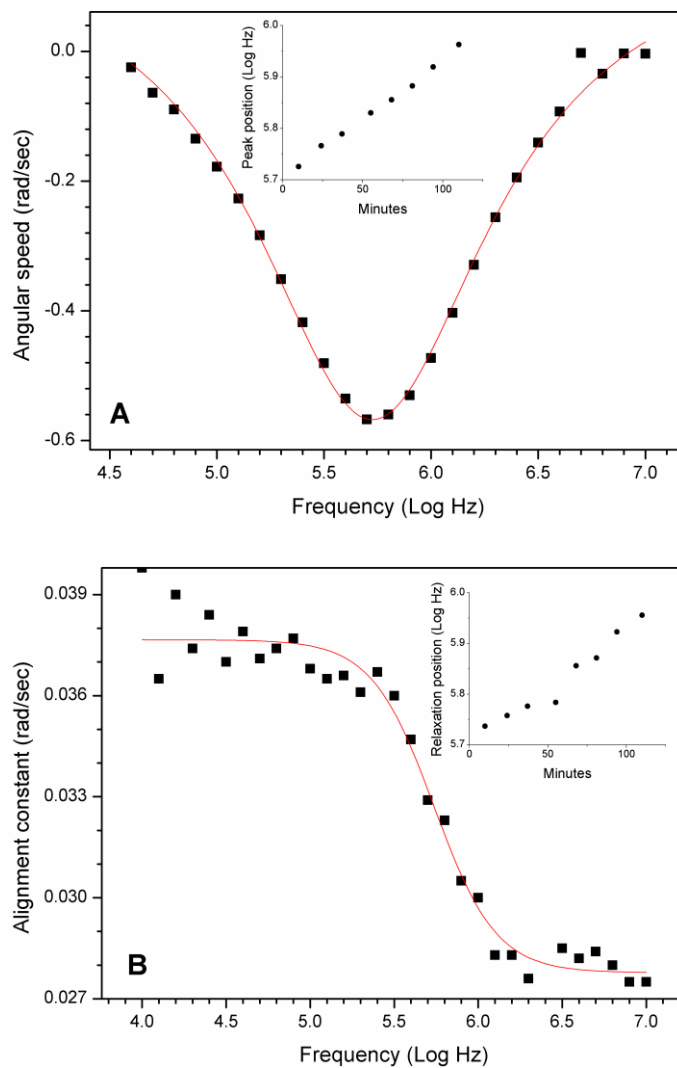 0.0
-0.2
-0.4
-0.6
Angular speed (rad/sec)
6.0
5.9
5.8
5.7
Peak position (Log Hz)
0 50 100
Minutes
A
4.5 5.0 5.5 6.0 6.5 7.0
Frequency (Log Hz)
0.039
0.036
0.033
0.030
0.027
Alignment constant (rad/sec)
6.0
5.9
5.8
5.7
Relaxation position (Log Hz)
0 50 100
Minutes
B
4.0 4.5 5.0 5.5 6.0 6.5 7.0
Frequency (Log Hz)